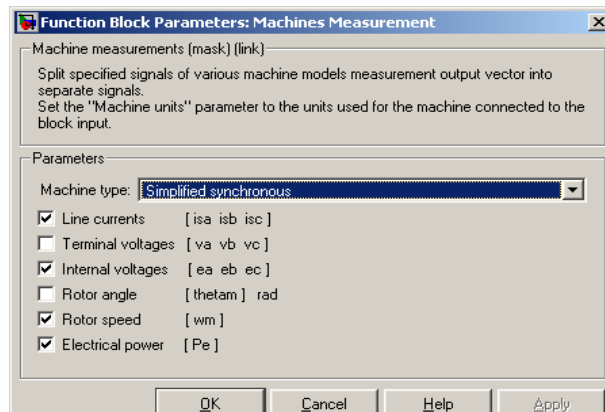 Function Block Parameters: Machines Measurement
Machine measurements (mask) (link)
Split specified signals of various machine models measurement output vector into
separate signals.
Set the "Machine units" parameter to the units used for the machine connected to the
block input.
Parameters
Machine type: Simplified synchronous
Line currents [ isa isb isc ]
Terminal voltages [ va vb vc ]
Internal voltages [ ea eb ec ]
Rotor angle [ thetam ] rad
Rotor speed [ wm ]
Electrical power [ Pe ]
OK Cancel Help Apply